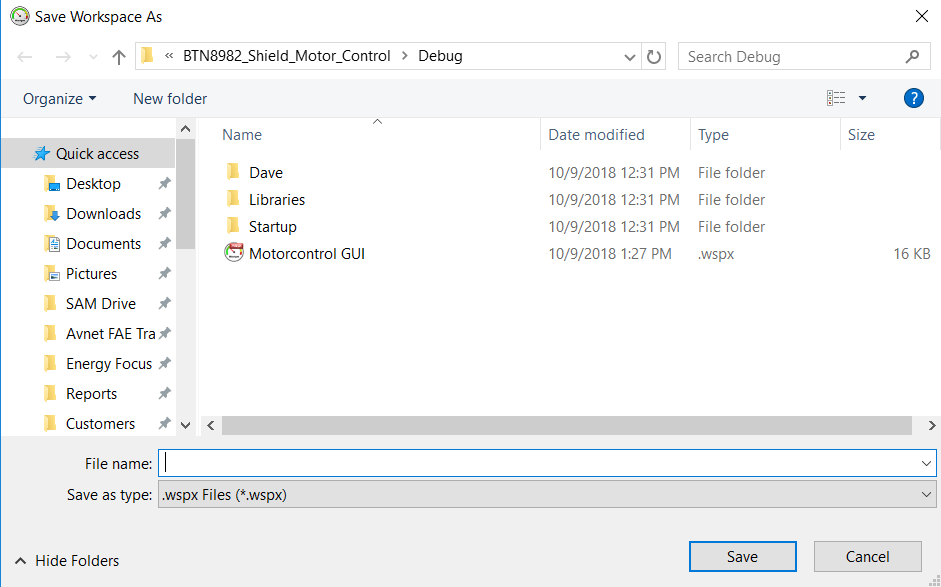 Save Workspace As
« BTN8982_Shield_Motor_Control > Debug
Search Debug
Organize New folder
?
Name Date modified Type Size
Quick access
Desktop
Downloads
Documents
Pictures
SAM Drive
Avnet FAE Tra
Energy Focus
Reports
Customers
Dave 10/9/2018 12:31 PM File folder
Libraries 10/9/2018 12:31 PM File folder
Startup 10/9/2018 12:31 PM File folder
Motorcontrol GUI 10/9/2018 1:27 PM .wspx 16 KB
File name:
Save as type: .wspx Files (*.wspx)
Hide Folders
Save Cancel